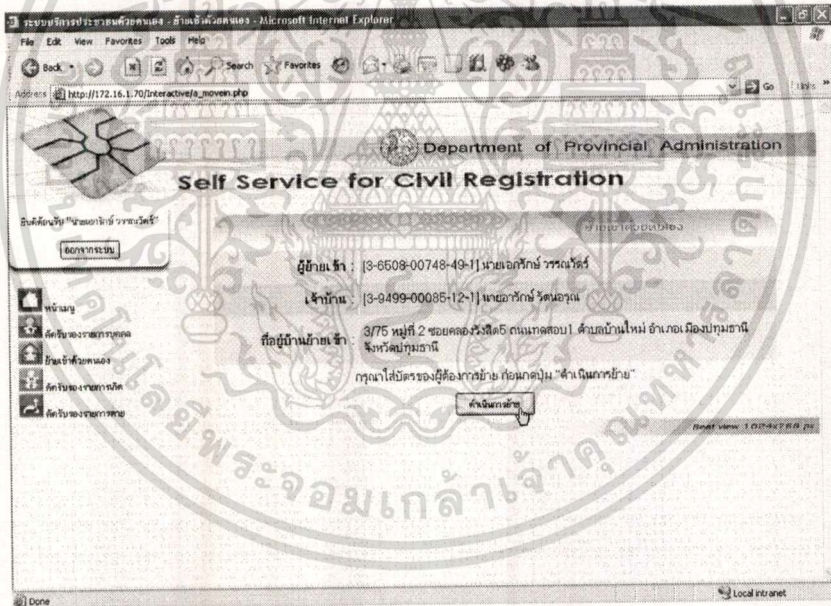 ระบบบริการประชาชนด้วยตนเอง - ย้ายเข้าด้วยตนเอง - Microsoft Internet Explorer
File Edit View Favorites Tools Help
Back Search Favorites
Address http://172.16.1.70/Interactive/a_movein.php Go Links »
Department of Provincial Administration
Self Service for Civil Registration
ยินดีต้อนรับ "นายเอกรักษ์ วรรณวัตร์"
ย้ายเข้าด้วยตนเอง
ออกจากระบบ
ผู้ย้ายเข้า : [3-6508-00748-49-1] นายเอกรักษ์ วรรณวัตร์
เจ้าบ้าน : [3-9499-00085-12-1] นายอารักษ์ รัตนอรุณ
ที่อยู่บ้านย้ายเข้า : 3/75 หมู่ที่ 2 ซอยคลองรังสิต5 ถนนเทดสอบ1 ตำบลบ้านใหม่ อำเภอเมืองปทุมธานี
จังหวัดปทุมธานี
กรุณาใส่บัตรของผู้ต้องการย้าย ก่อนกดปุ่ม "ดำเนินการย้าย"
ดำเนินการย้าย
หน้าเมนู
คัดรับรองรายการบุคคล
ย้ายเข้าด้วยตนเอง
คัดรับรองรายการเกิด
คัดรับรองรายการตาย
Best view 1024x768 px
Done Local intranet